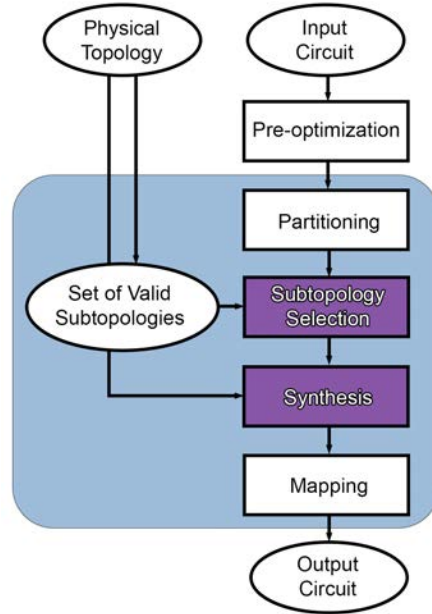 Physical
Topology
Input
Circuit
Pre-optimization
Partitioning
Set of Valid
Subtopologies
Subtopology
Selection
Synthesis
Mapping
Output
Circuit